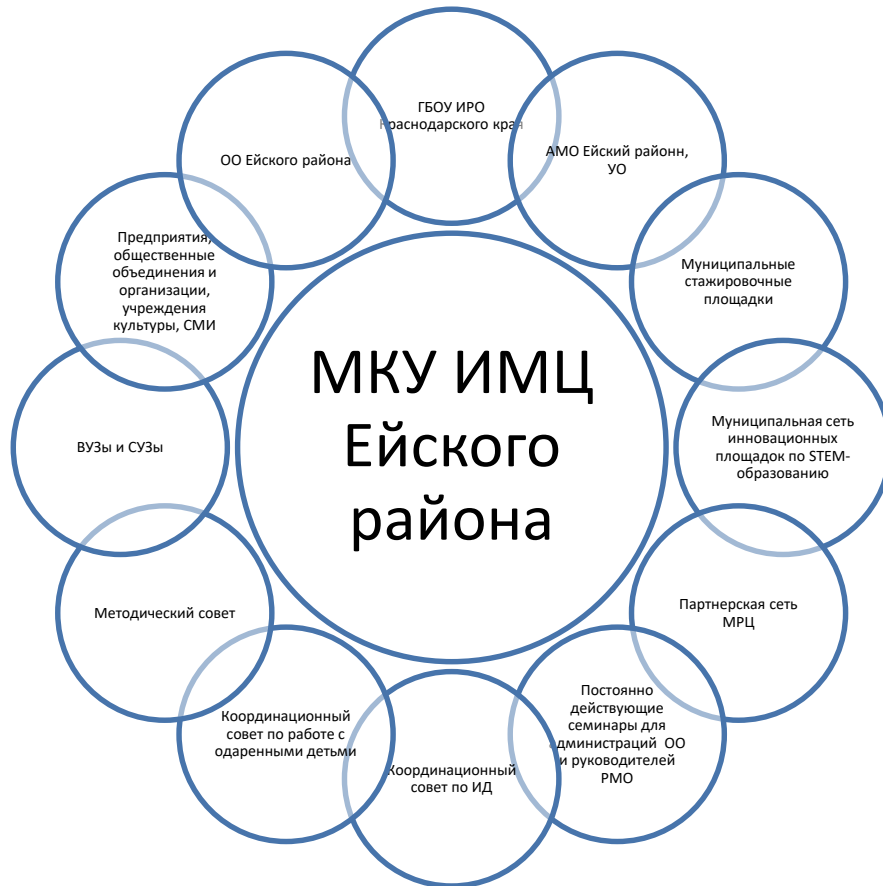 ГБОУ ИРО
Краснодарского края
АМО Ейский районн,
УО
Муниципальные
стажировочные
площадки
Муниципальная сеть
инновационных
площадок по STEM-
образованию
Партнерская сеть
МРЦ
Постоянно
действующие
семинары для
администраций ОО
и руководителей
РМО
Координационный
совет по ИД
Координационный
совет по работе с
одаренными детьми
Методический совет
ВУЗы и СУЗы
Предприятия,
общественные
объединения и
организации,
учреждения
культуры, СМИ
ОО Ейского района
МКУ ИМЦ
Ейского
района